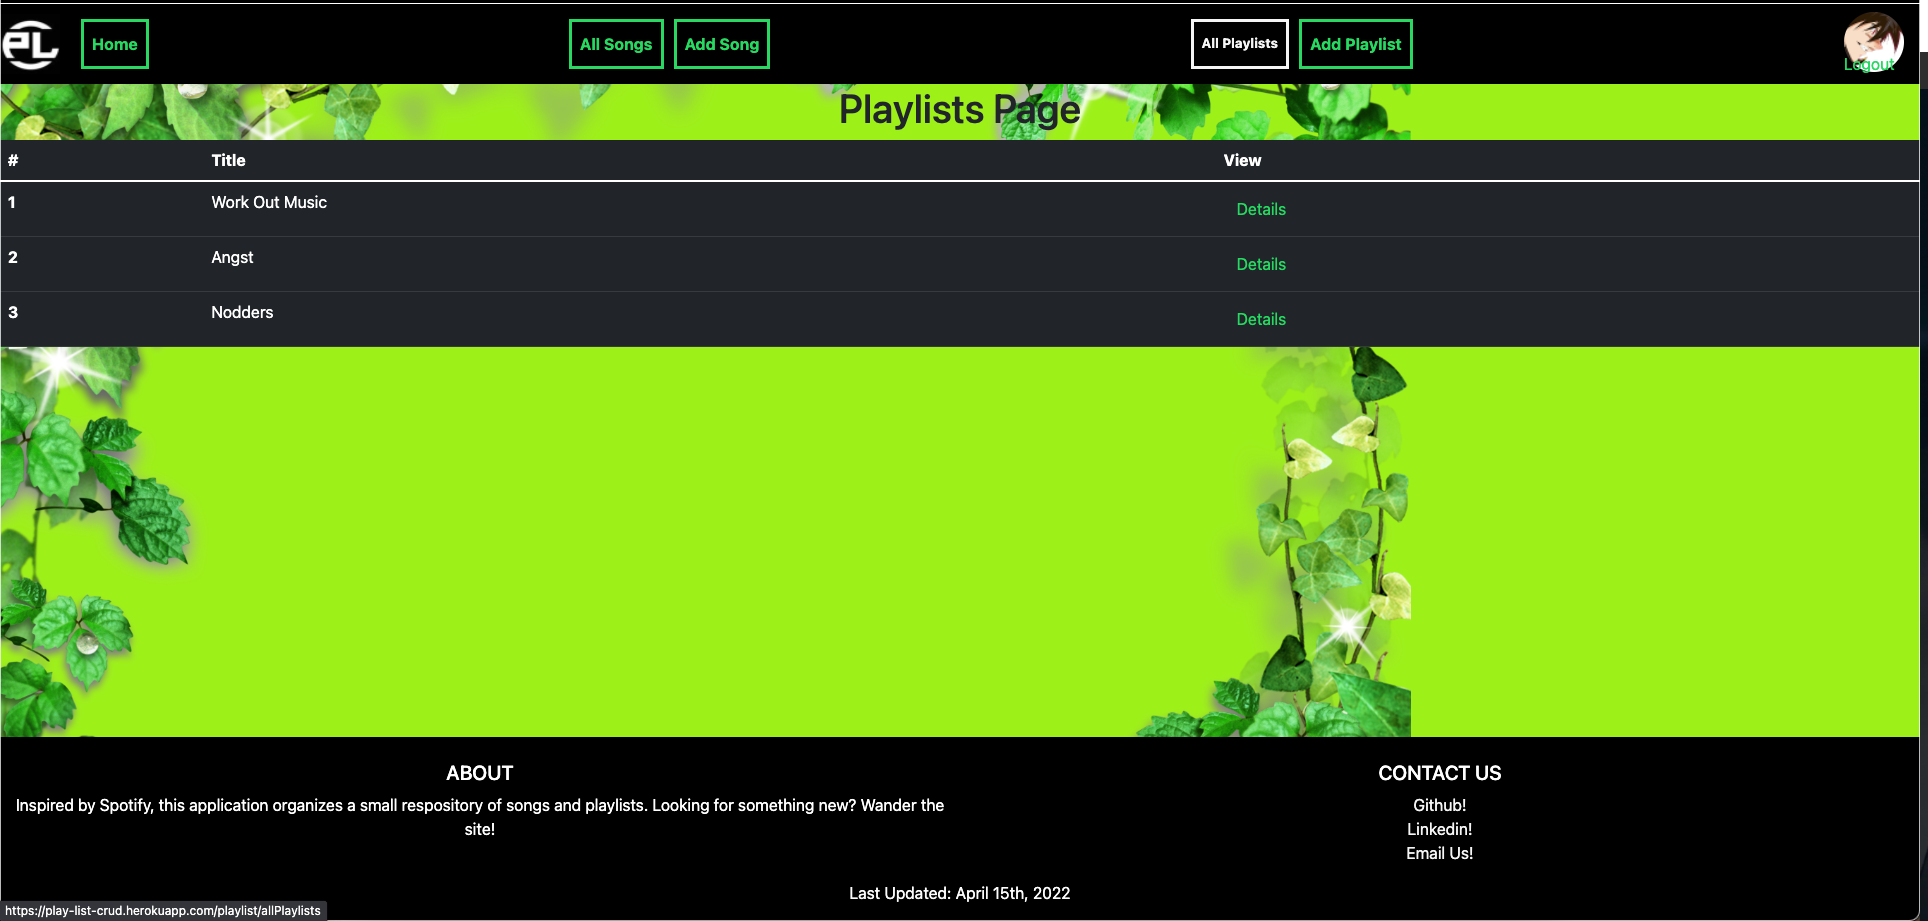 PL
Home
All Songs
Add Song
All Playlists
Add Playlist
Logout
Playlists Page
# Title View
1 Work Out Music Details
2 Angst Details
3 Nodders Details
ABOUT
Inspired by Spotify, this application organizes a small respository of songs and playlists. Looking for something new? Wander the
site!
CONTACT US
Github!
Linkedin!
Email Us!
Last Updated: April 15th, 2022
https://play-list-crud.herokuapp.com/playlist/allPlaylists